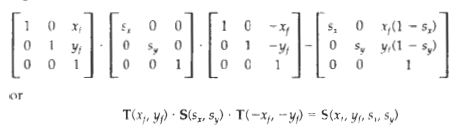 [ 1 0 x_f ; 0 1 y_f ; 0 0 1 ] · [ s_x 0 0 ; 0 s_y 0 ; 0 0 1 ] · [ 1 0 -x_f ; 0 1 -y_f ; 0 0 1 ] = [ s_x 0 x_f(1 - s_x) ; 0 s_y y_f(1 - s_y) ; 0 0 1 ]
or
T(x_f, y_f) · S(s_x, s_y) · T(-x_f, -y_f) = S(x_f, y_f, s_x, s_y)